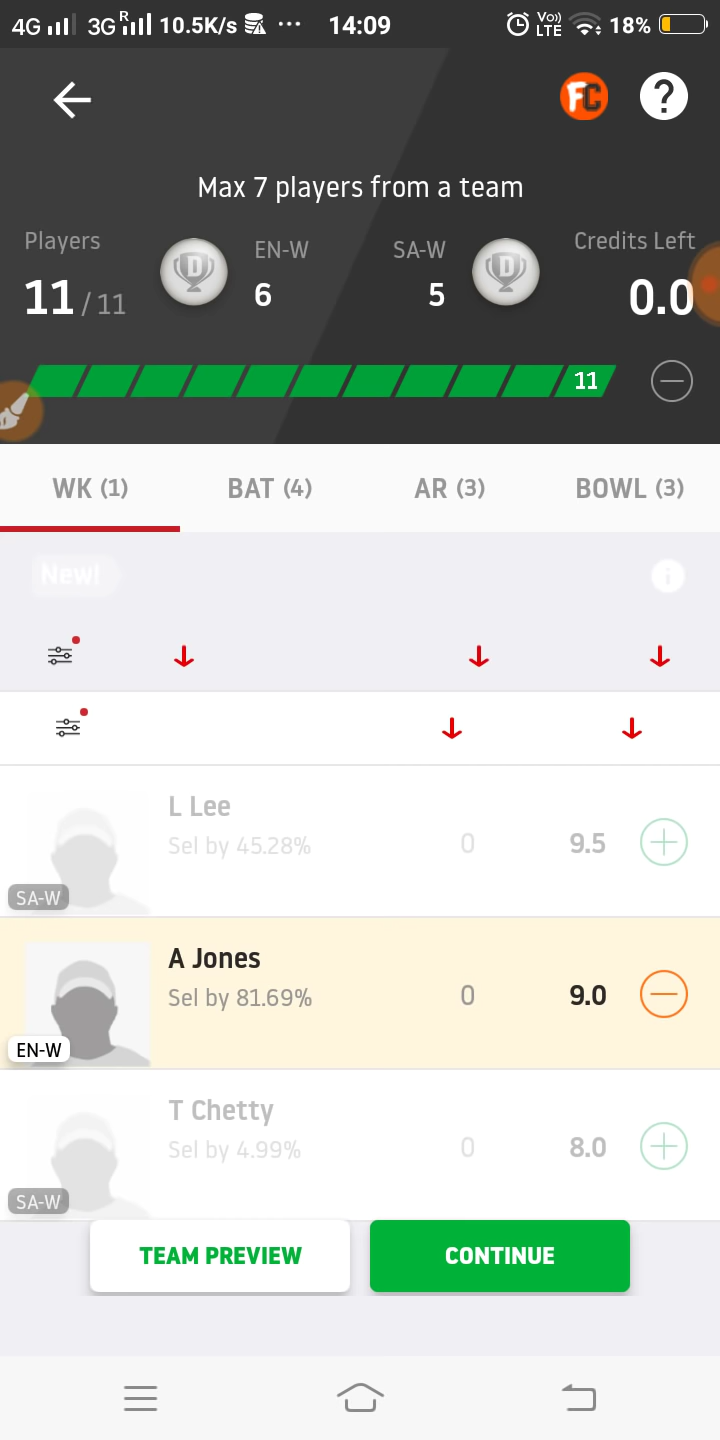 4G 3G R 10.5K/s ... 14:09 Vo)) LTE 18%
FC ?
Max 7 players from a team
Players EN-W SA-W Credits Left
11 / 11 D 6 5 D 0.0
11
WK (1) BAT (4) AR (3) BOWL (3)
New! i
L Lee
Sel by 45.28% 0 9.5
SA-W
A Jones
Sel by 81.69% 0 9.0
EN-W
T Chetty
Sel by 4.99% 0 8.0
SA-W
TEAM PREVIEW CONTINUE